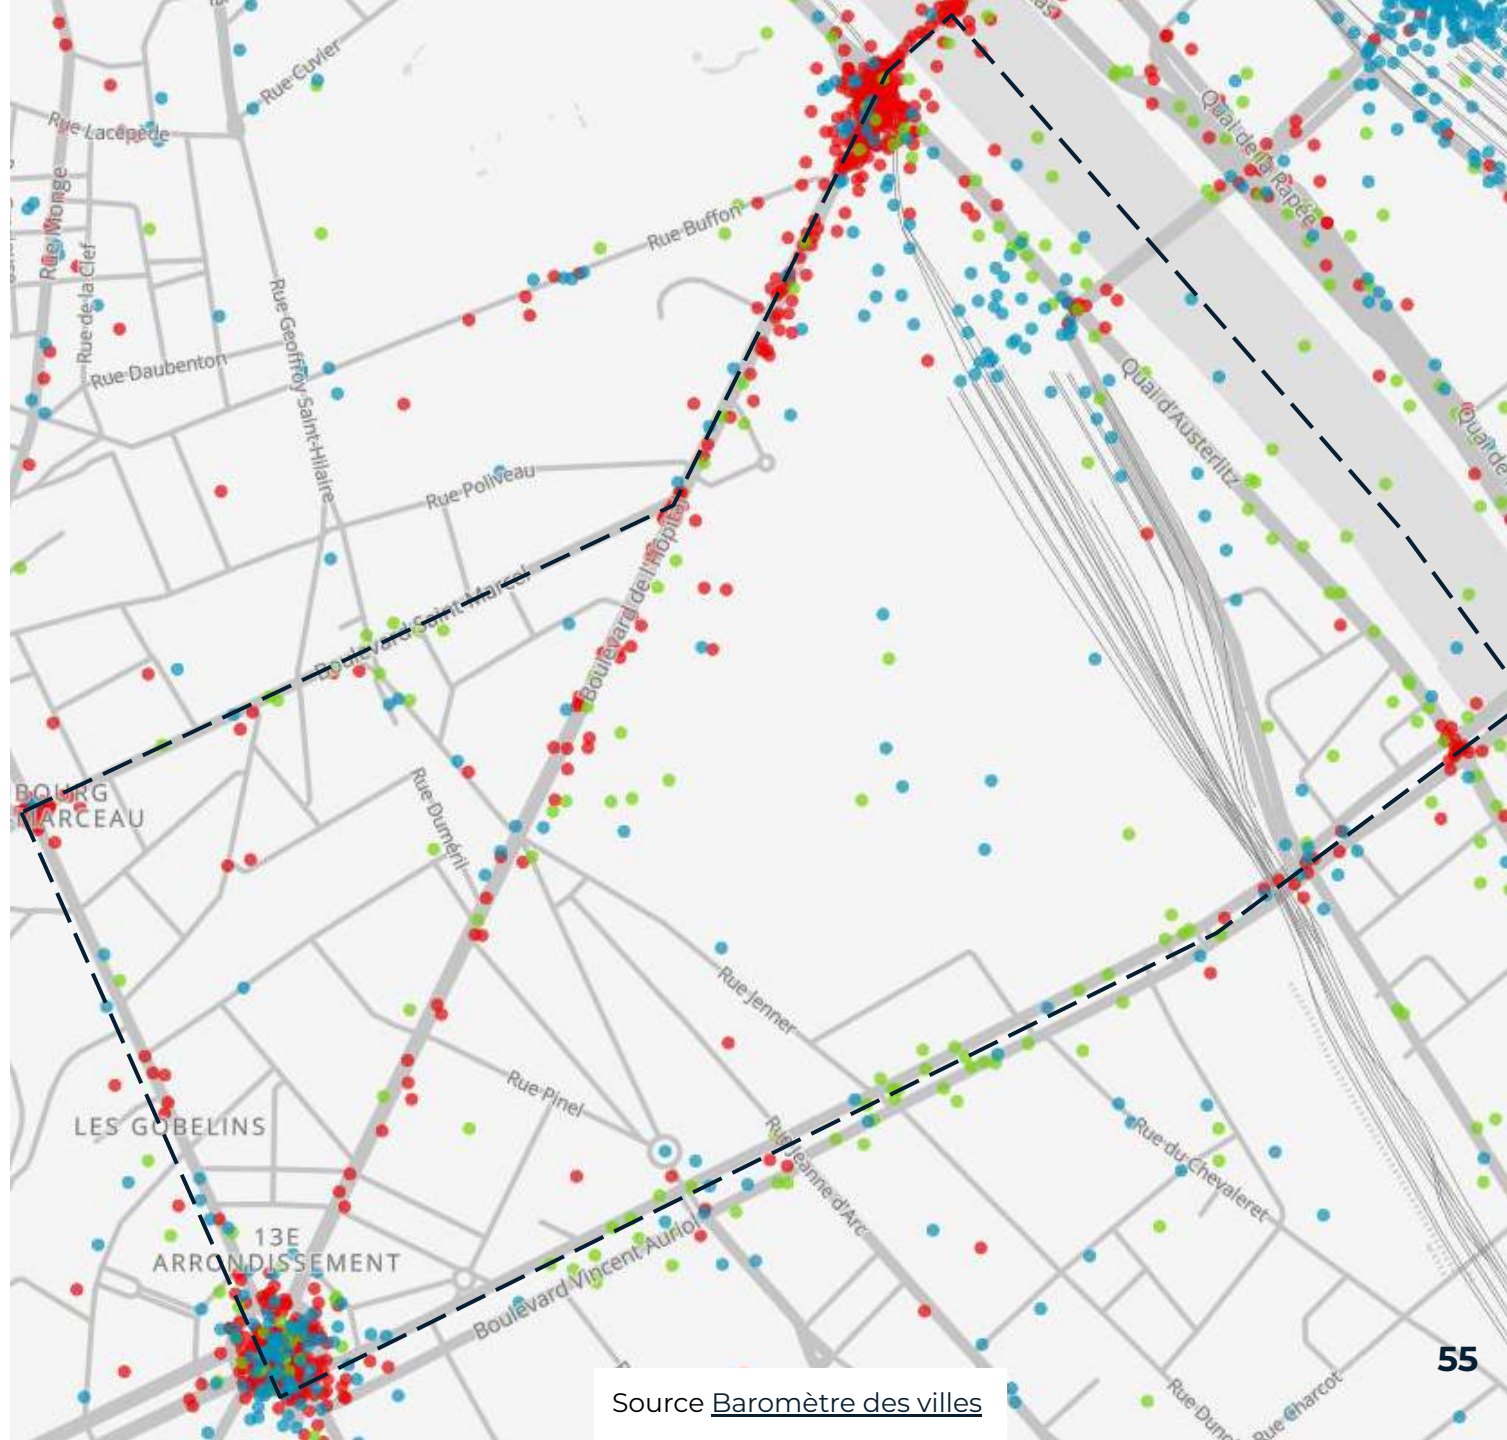 Rue Cuvier
Rue Lacépède
Quai de la Rapée
Rue Monge
Rue Buffon
Rue de la Clef
Rue Geoffroy-Saint-Hilaire
Rue Daubenton
Quai d'Austerlitz
Quai de
Rue Poliveau
Boulevard Saint-Marcel
Boulevard de l'Hôpital
BOURG
MARCEAU
Rue Duméril
Rue Jenner
Rue Pinel
LES GOBELINS
Rue Jeanne d'Arc
Rue du Chevaleret
13E
ARRONDISSEMENT
Boulevard Vincent Auriol
55
Source Baromètre des villes
Rue Charcot